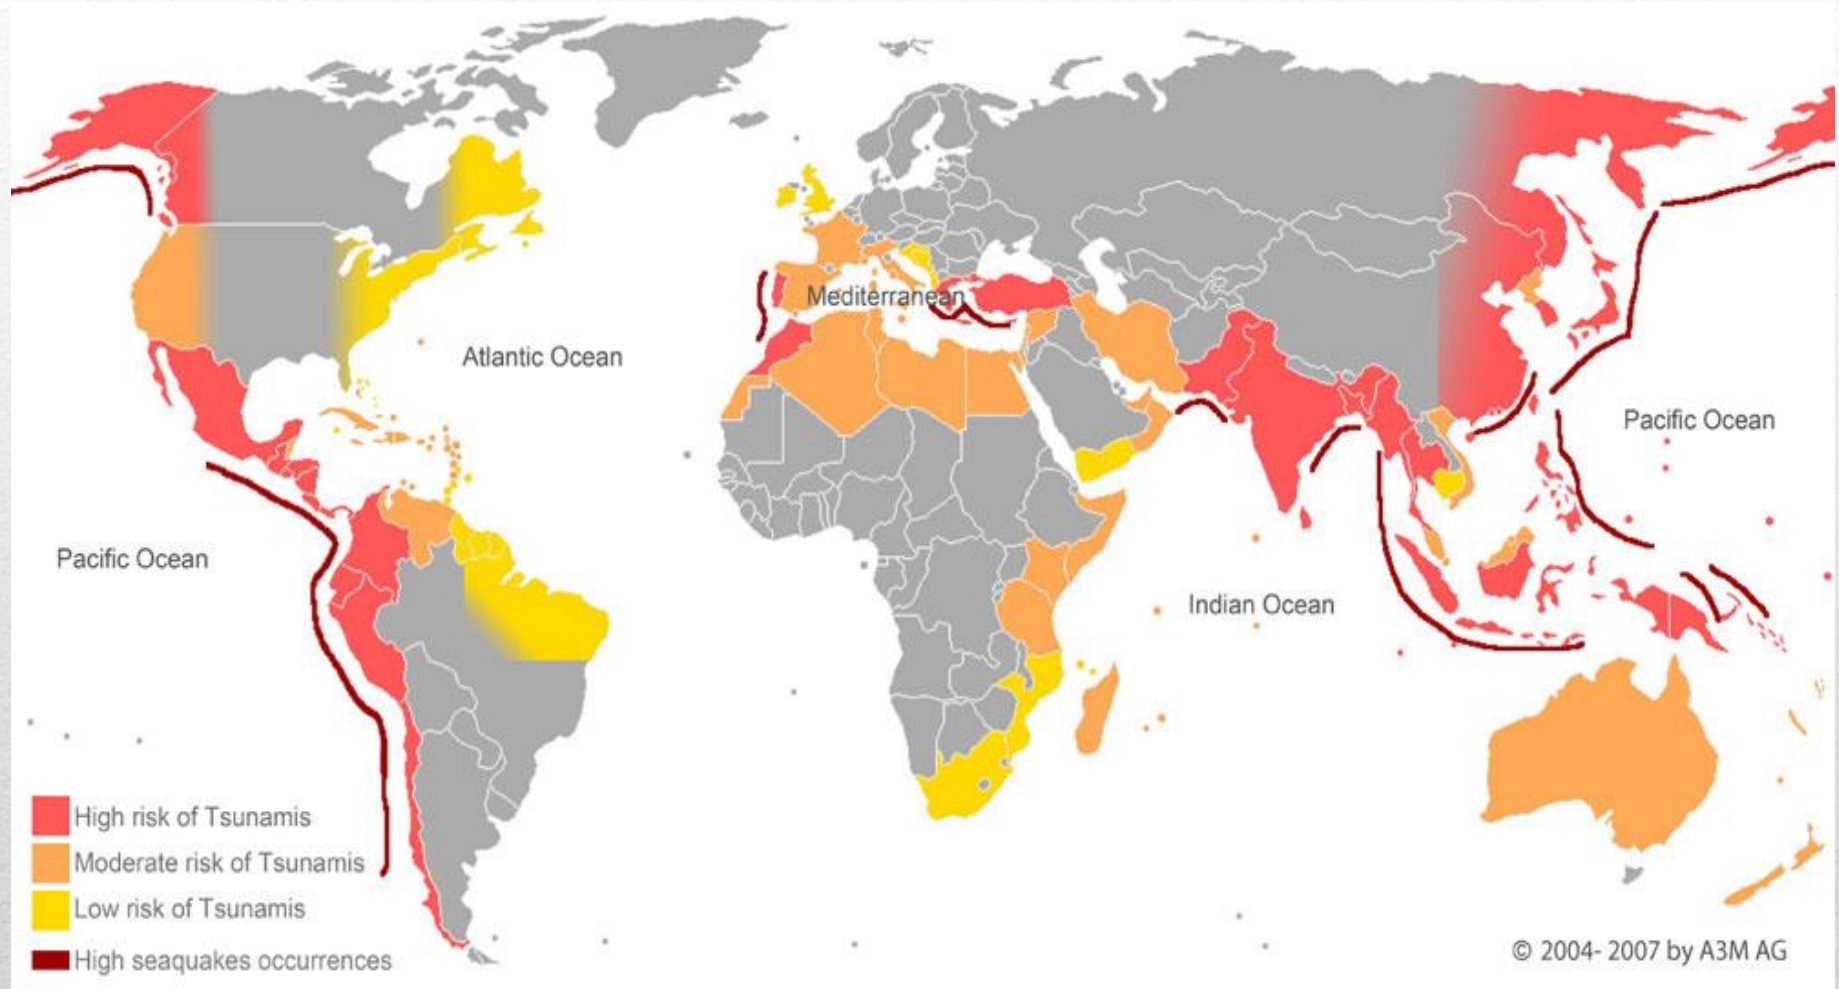 Mediterranean
Atlantic Ocean
Pacific Ocean
Pacific Ocean
Indian Ocean
High risk of Tsunamis
Moderate risk of Tsunamis
Low risk of Tsunamis
High seaquakes occurrences
© 2004- 2007 by A3M AG